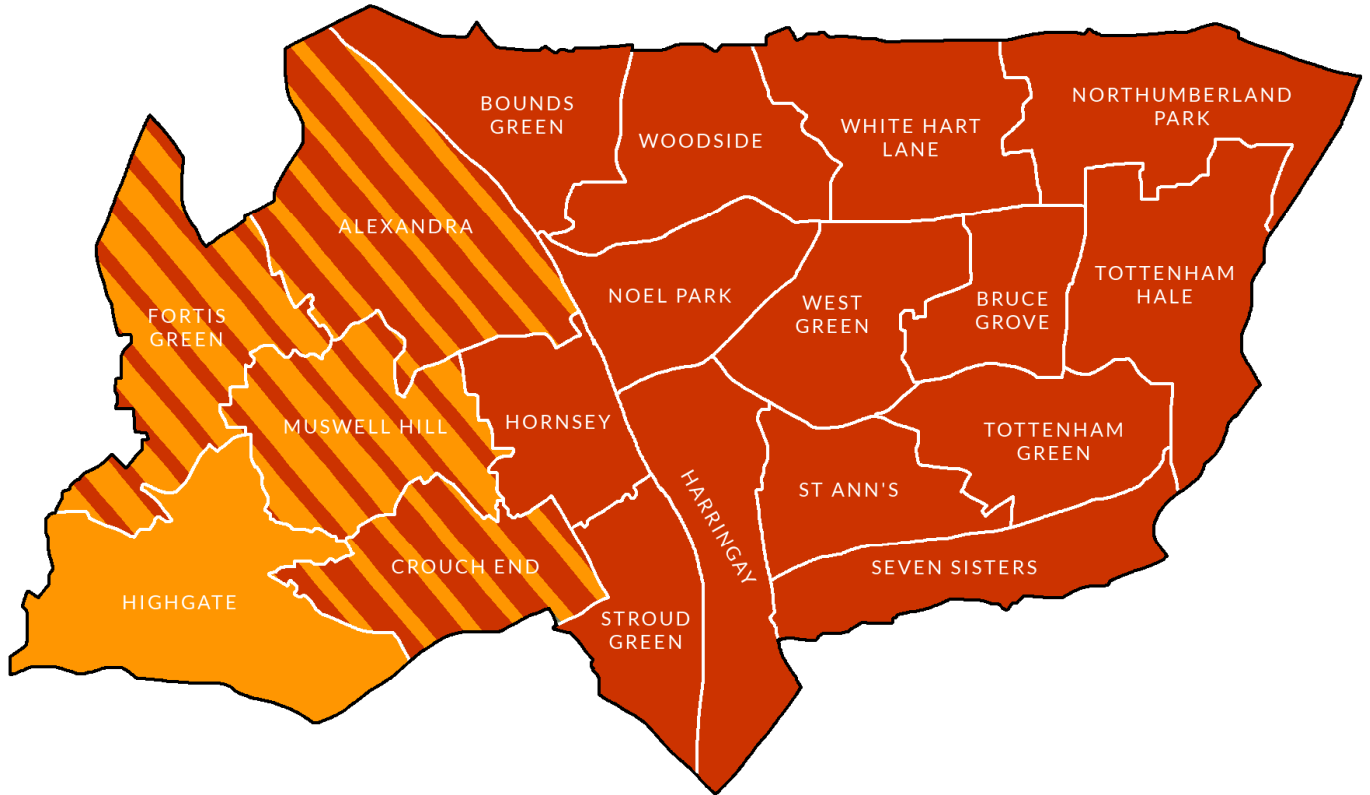 BOUNDS
GREEN
WOODSIDE
WHITE HART
LANE
NORTHUMBERLAND
PARK
ALEXANDRA
FORTIS
GREEN
NOEL PARK
WEST
GREEN
BRUCE
GROVE
TOTTENHAM
HALE
MUSWELL HILL
HORNSEY
TOTTENHAM
GREEN
HARRINGAY
ST ANN'S
CROUCH END
SEVEN SISTERS
HIGHGATE
STROUD
GREEN